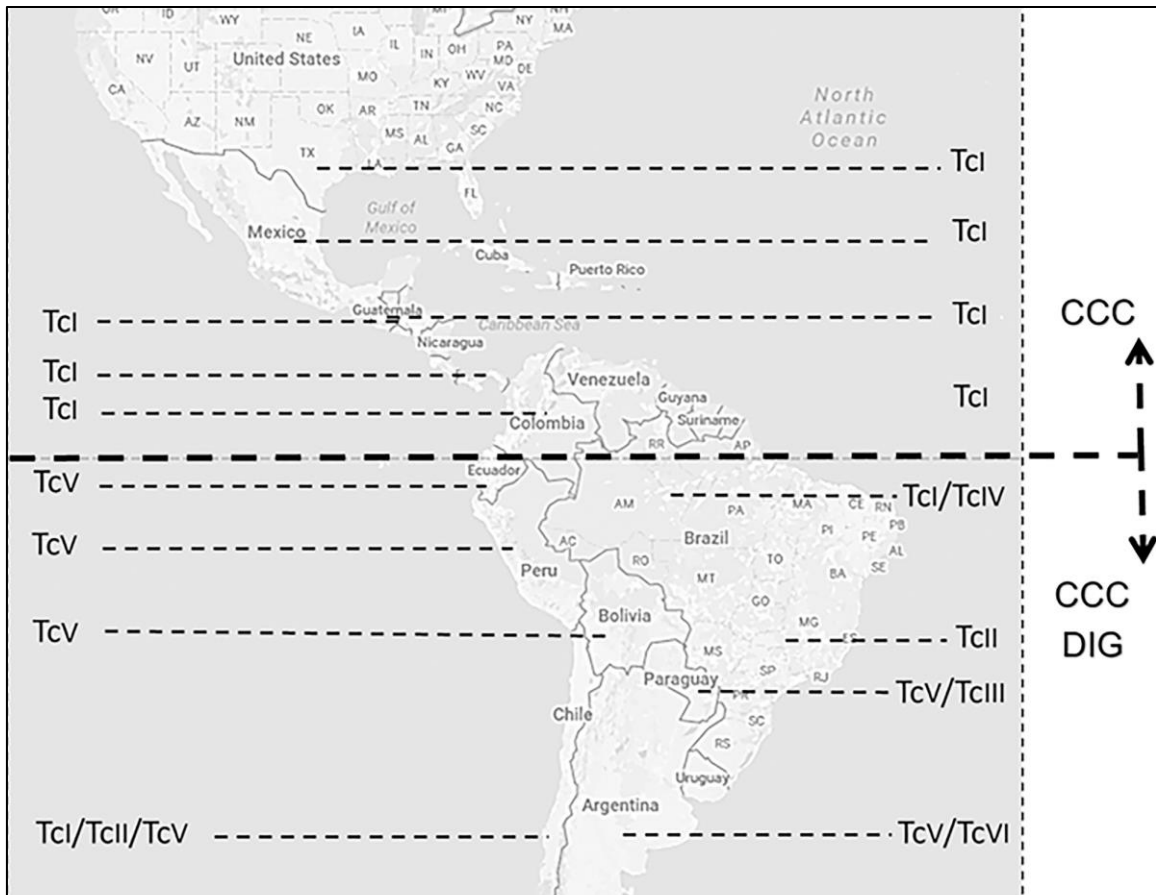 WY
NE
IA
IL
IN
OH
PA
NY
MA
NV
UT
United States
MO
KY
WV
MD
DE
VA
CA
AZ
NM
OK
AR
TN
NC
MS
AL
GA
SC
TX
LA
FL
North
Atlantic
Ocean
TcI
Mexico
Gulf of
Mexico
TcI
Cuba
Puerto Rico
TcI
Guatemala
Caribbean Sea
TcI
CCC
Nicaragua
TcI
Venezuela
Guyana
TcI
Colombia
Suriname
TcI
RR
AP
Ecuador
TcV
AM
PA
MA
CE
RN
TcI/TcIV
PB
PI
PE
AL
SE
TcV
AC
Brazil
TO
RO
BA
Peru
MT
CCC
DIG
GO
Bolivia
TcV
MG
ES
TcII
MS
SP
RJ
Paraguay
PR
TcV/TcIII
Chile
SC
RS
Uruguay
Argentina
TcI/TcII/TcV
TcV/TcVI